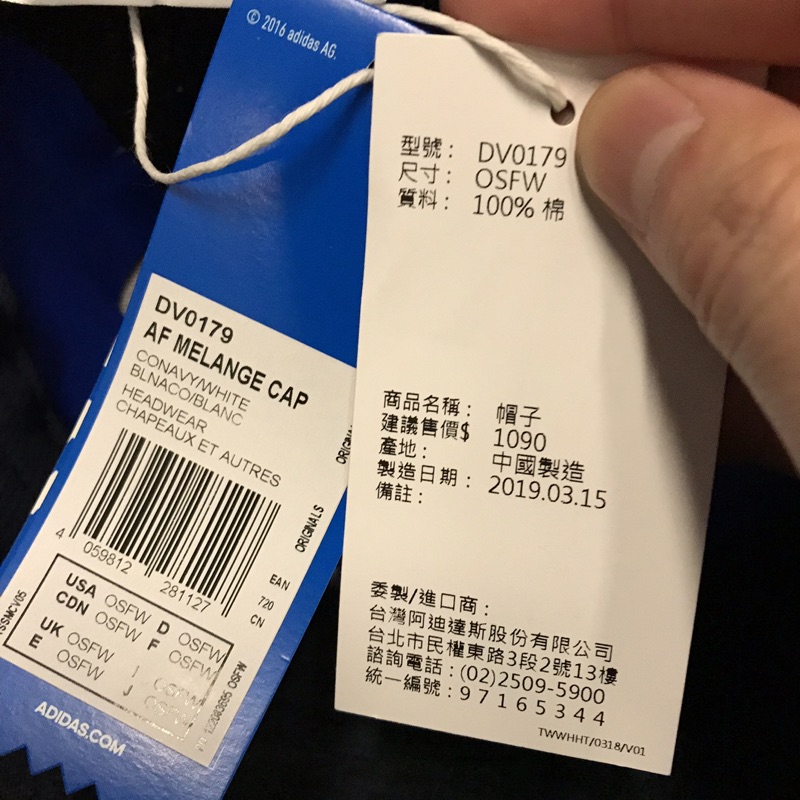 © 2016 adidas AG.
DV0179
AF MELANGE CAP
CONAVY/WHITE
BLNACO/BLANC
HEADWEAR
CHAPEAUX ET AUTRES
ORIGINALS
4 059812 281127
EAN
720
CN
USA OSFW D OSFW
CDN OSFW F OSFW
UK OSFW I OSFW
E OSFW J OSFW
ADIDAS.COM
型號： DV0179
尺寸： OSFW
質料： 100% 棉
商品名稱： 帽子
建議售價$ 1090
產地： 中國製造
製造日期： 2019.03.15
備註：
委製/進口商：
台灣阿迪達斯股份有限公司
台北市民權東路3段2號13樓
諮詢電話：(02)2509-5900
統一編號：97165344
TWWHHT/0318/V01